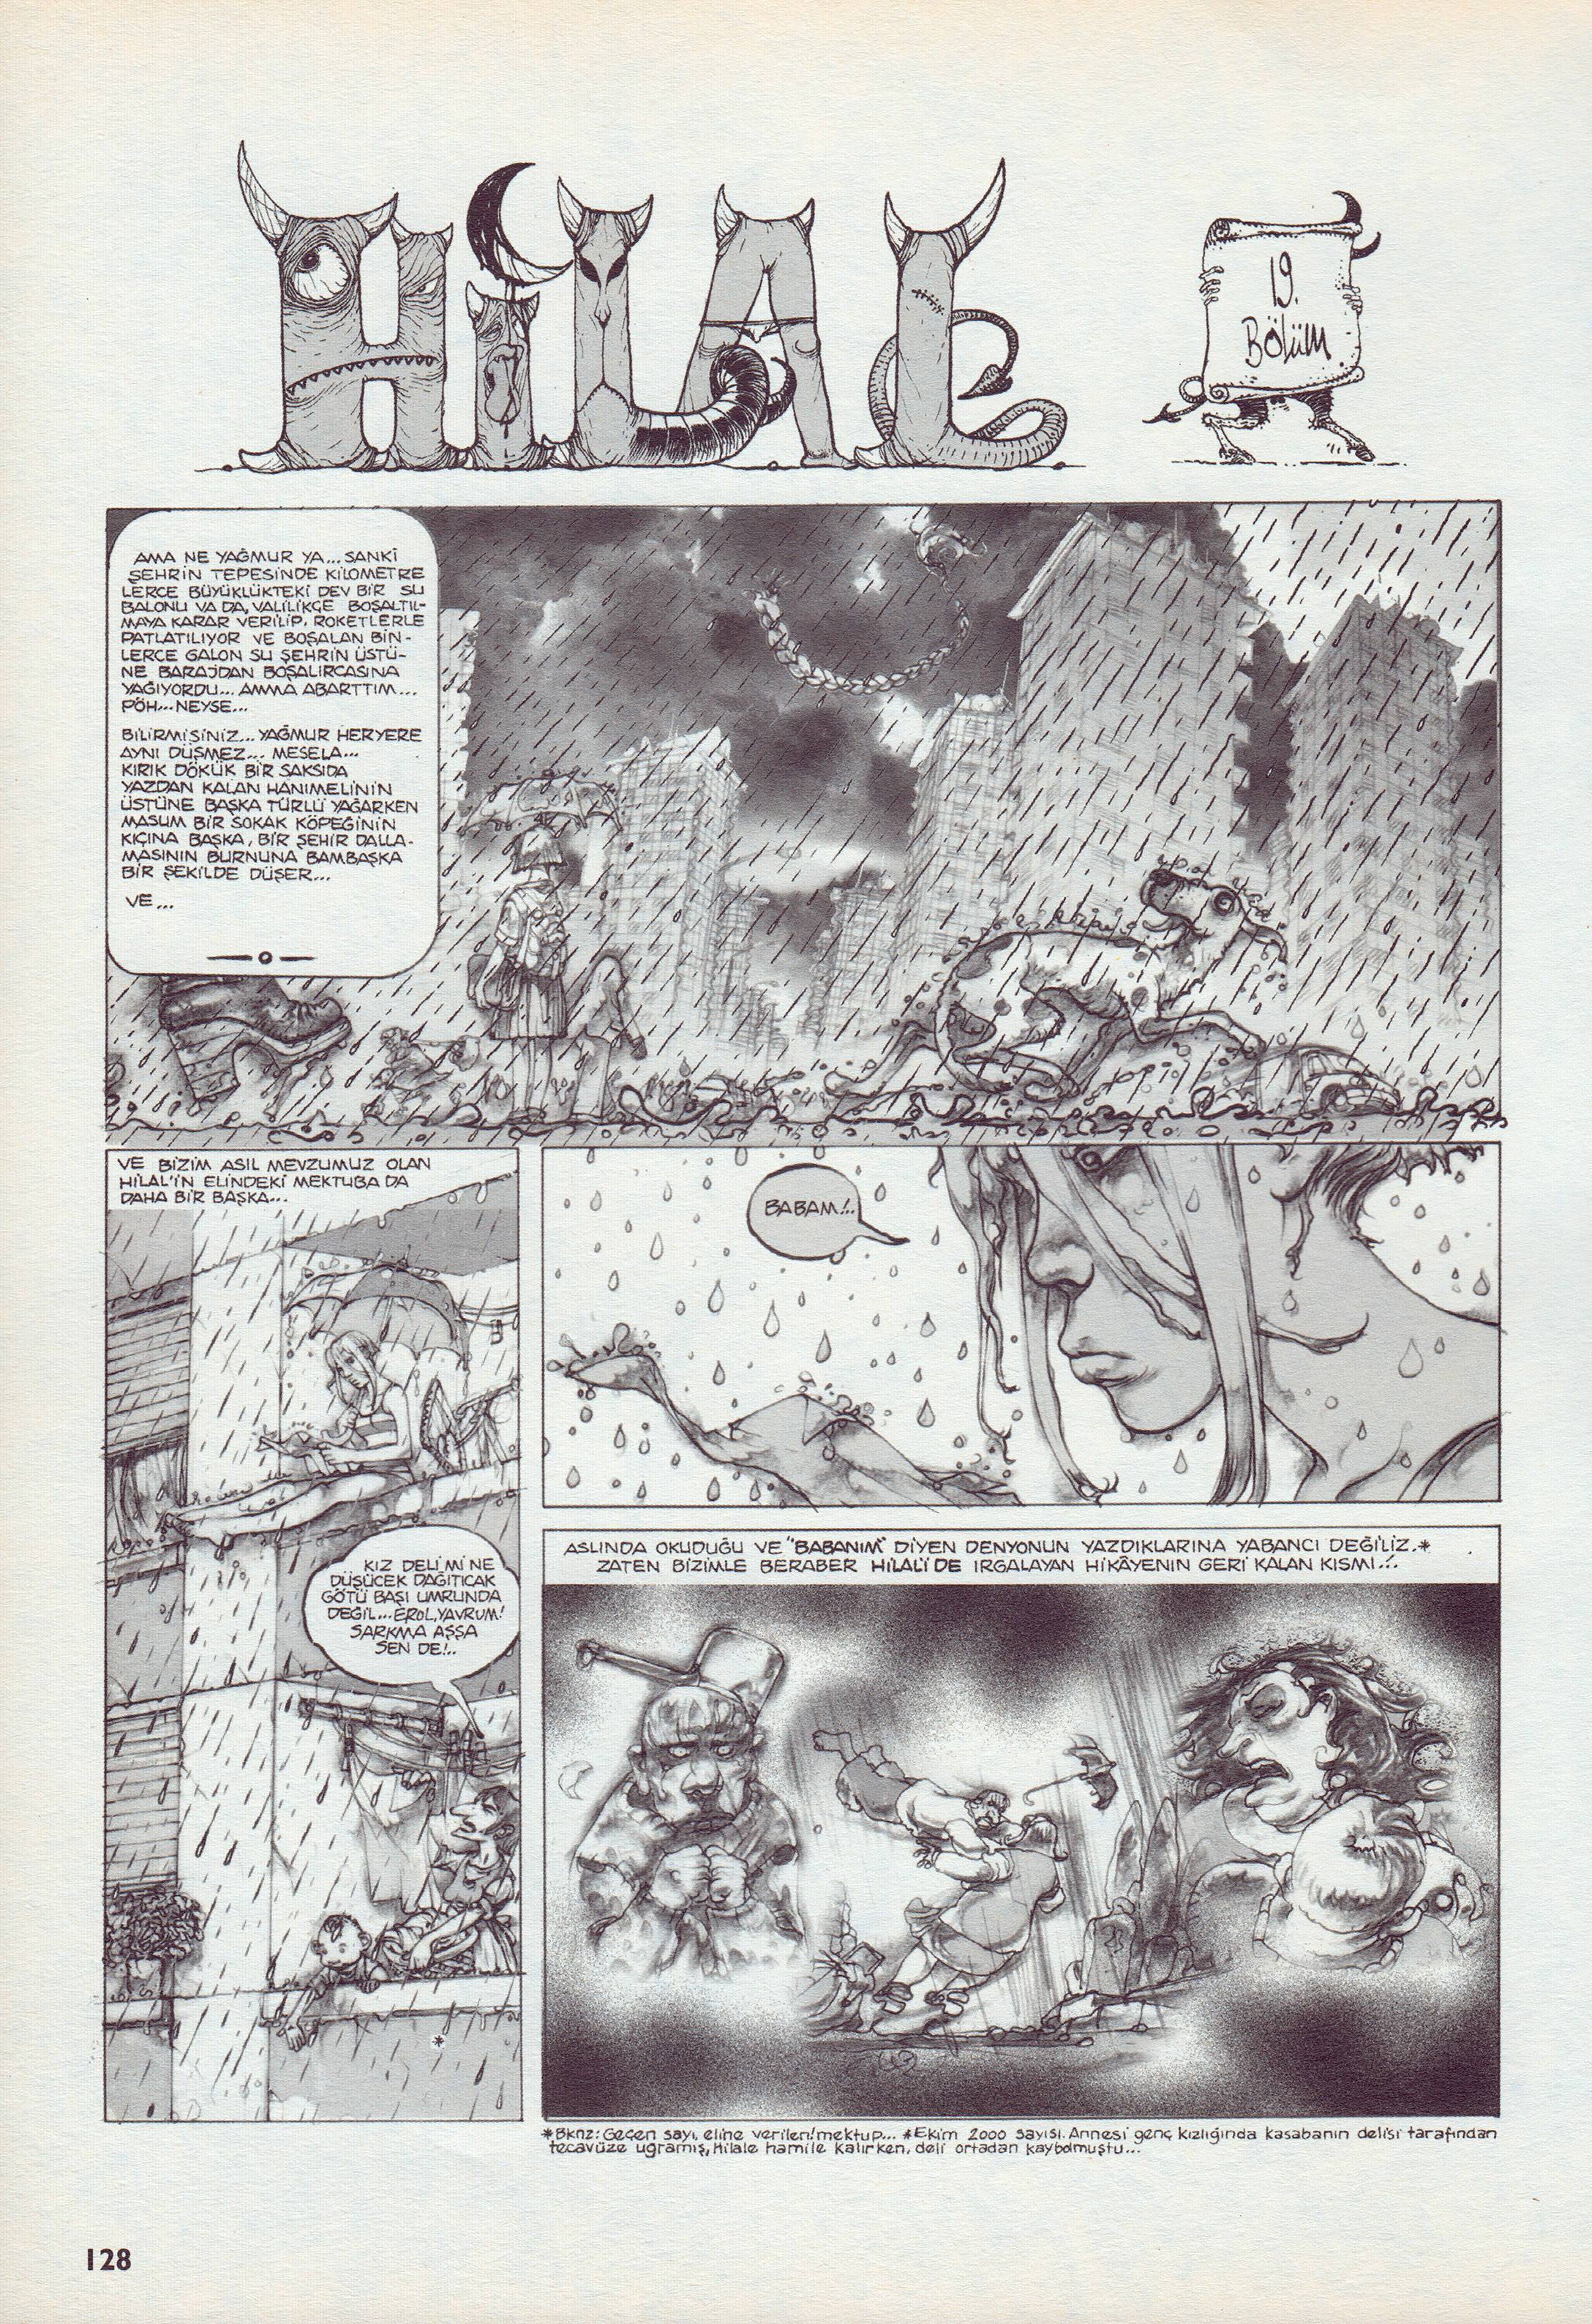 HİLAL
19.
Bölüm
AMA NE YAĞMUR YA... SANKİ
ŞEHRİN TEPESİNDE KİLOMETRE
LERCE BÜYÜKLÜKTEKİ DEV BİR SU
BALONU VA DA, VALİLİKÇE BOŞALTIL-
MAYA KARAR VERİLİP, ROKETLERLE
PATLATILIYOR VE BOŞALAN BİN-
LERCE GALON SU ŞEHRİN ÜSTÜ-
NE BARAJDAN BOŞALIRCASINA
YAĞIYORDU... AMMA ABARTTIM...
PÖH... NEYSE...
BİLİRMİSİNİZ... YAĞMUR HERYERE
AYNI DÜŞMEZ... MESELA...
KIRIK DÖKÜK BİR SAKSIDA
YAZDAN KALAN HANIMELİNİN
ÜSTÜNE BAŞKA TÜRLÜ YAĞARKEN
MASUM BİR SOKAK KÖPEĞİNİN
KIÇINA BAŞKA, BİR ŞEHİR DALLA-
MASININ BURNUNA BAMBAŞKA
BİR ŞEKİLDE DÜŞER...
VE...
VE BİZİM ASIL MEVZUMUZ OLAN
HİLAL'İN ELİNDEKİ MEKTUBA DA
DAHA BİR BAŞKA...
BABAM!..
KIZ DELİ Mİ NE
DÜŞÜCEK DAĞITICAK
GÖTÜ BAŞI UMRUNDA
DEĞİL... EROL, YAVRUM!
SARKMA AŞŞA
SEN DE!..
*
ASLINDA OKUDUĞU VE "BABANIM" DİYEN DENYONUN YAZDIKLARINA YABANCI DEĞİLİZ.*
ZATEN BİZİMLE BERABER HİLAL'İ DE IRGALAYAN HİKÂYENİN GERİ KALAN KISMI.!.
*Bknz: Geçen sayı, eline verilen! mektup... *Ekim 2000 sayısı. Annesi genç kızlığında kasabanın delisi tarafından
tecavüze uğramış, Hilale hamile kalırken, deli ortadan kaybolmuştu...
128